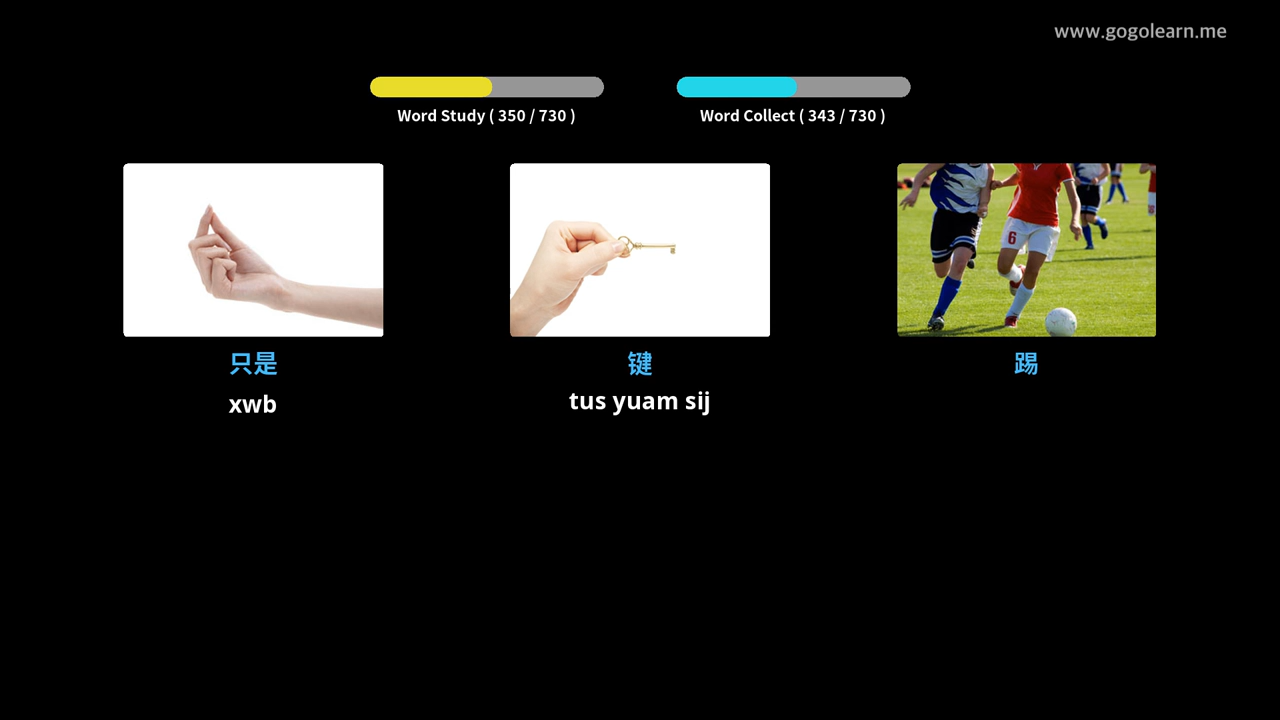 www.gogolearn.me
Word Study ( 350 / 730 )
Word Collect ( 343 / 730 )
6
只是
键
踢
xwb
tus yuam sij